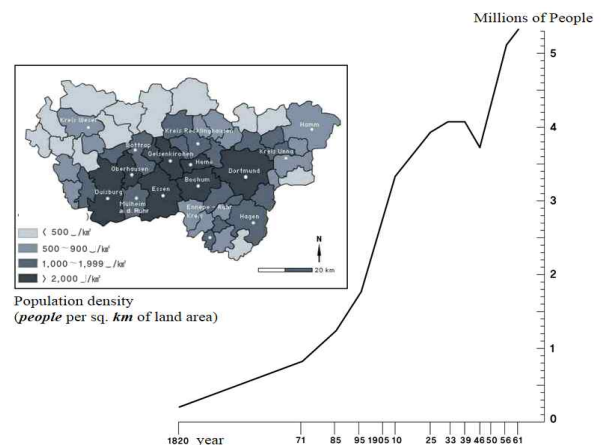 Millions of People
5
4
3
2
1
0
Kreis Wesel
Kreis Recklinghausen
Hamm
Bottrop
Gelsenkirchen
Herne
Kreis Unna
Oberhausen
Dortmund
Bochum
Duizburg
Essen
Mülheim
a.d. Ruhr
Ennepe-Ruhr
Kreis
Hagen
N
20 km
< 500 _/㎢
500~900 _/㎢
1,000~1,999 _/㎢
> 2,000 _/㎢
Population density
(people per sq. km of land area)
1820 year 71 85 95 1905 10 25 33 39 46 50 56 61